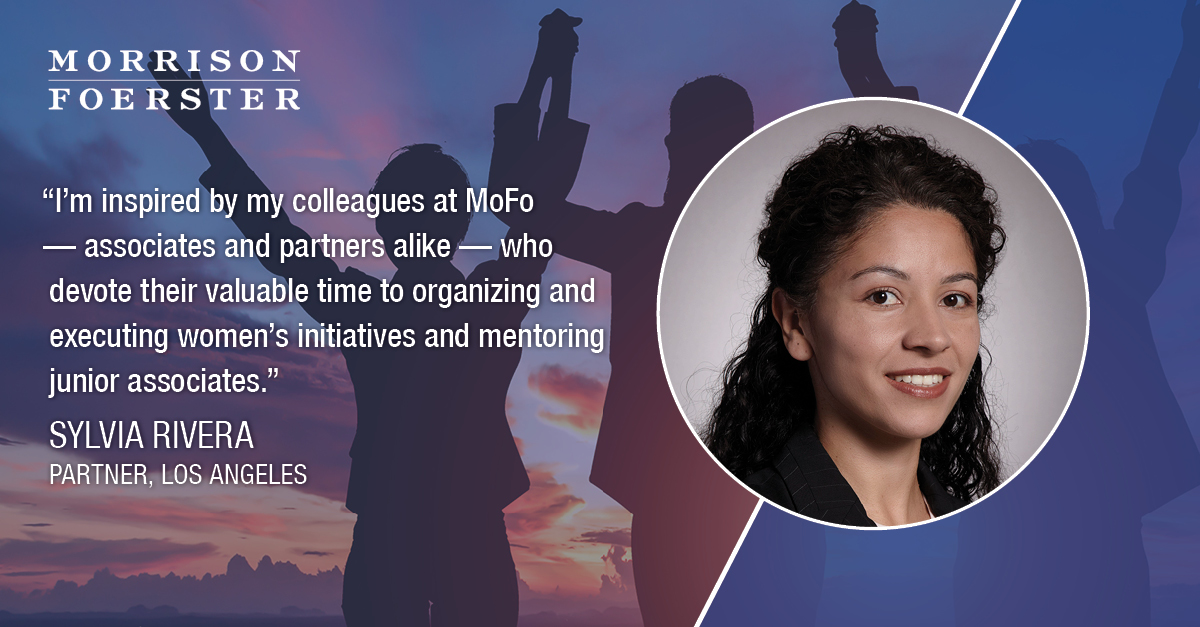 MORRISON
FOERSTER
“I’m inspired by my colleagues at MoFo
— associates and partners alike — who
devote their valuable time to organizing and
executing women’s initiatives and mentoring
junior associates.”
SYLVIA RIVERA
PARTNER, LOS ANGELES